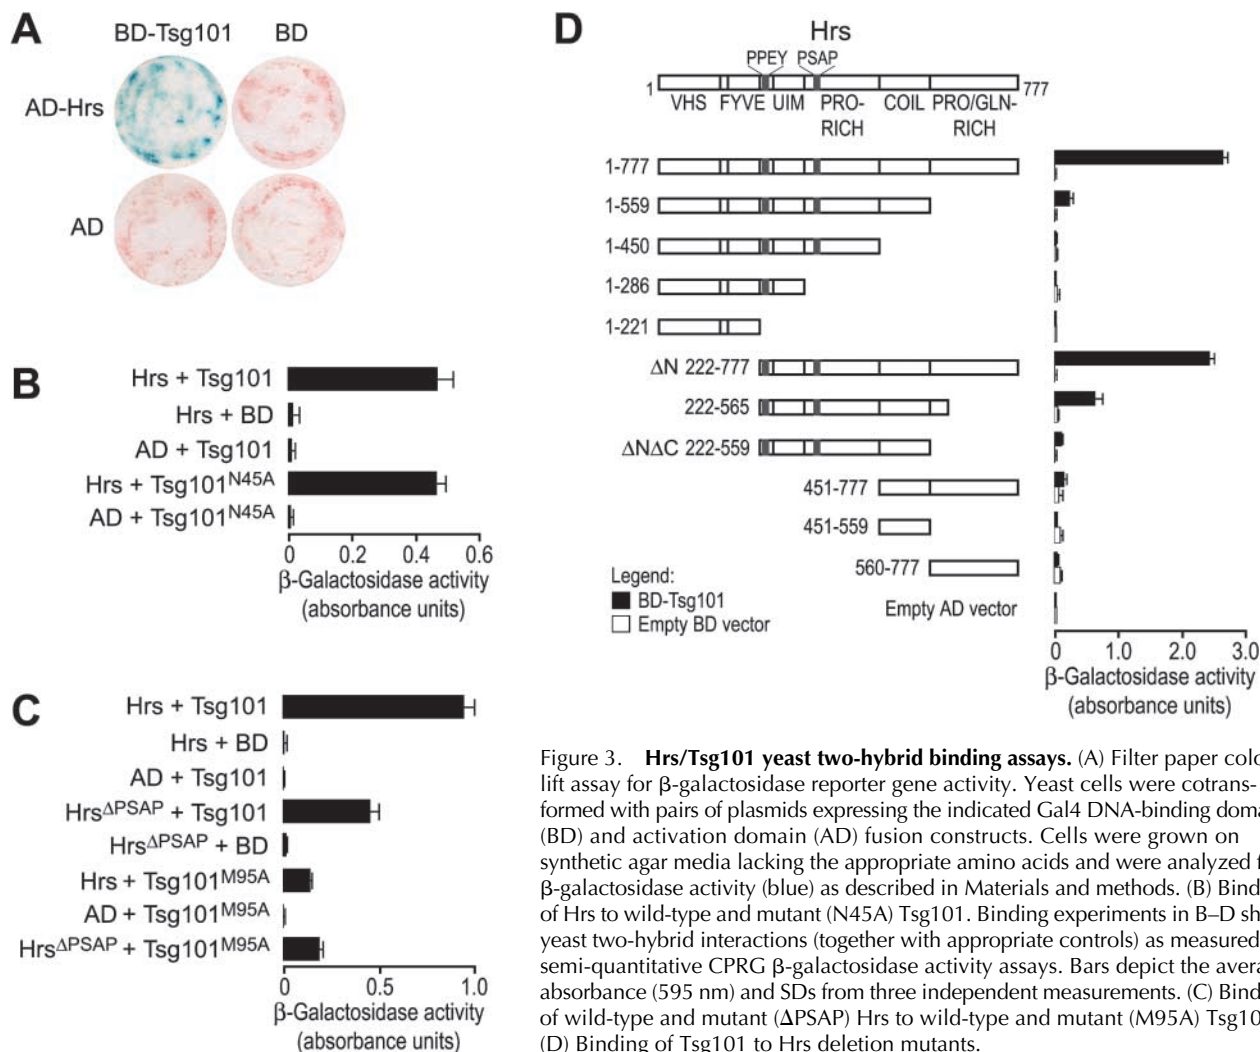 A
BD-Tsg101 BD
AD-Hrs
AD
B
Hrs + Tsg101
Hrs + BD
AD + Tsg101
Hrs + Tsg101N45A
AD + Tsg101N45A
0 0.2 0.4 0.6
β-Galactosidase activity
(absorbance units)
C
Hrs + Tsg101
Hrs + BD
AD + Tsg101
HrsΔPSAP + Tsg101
HrsΔPSAP + BD
Hrs + Tsg101M95A
AD + Tsg101M95A
HrsΔPSAP + Tsg101M95A
0 0.5 1.0
β-Galactosidase activity
(absorbance units)
D
Hrs
PPEY PSAP
1 777
VHS FYVE UIM PRO- COIL PRO/GLN-
RICH RICH
1-777
1-559
1-450
1-286
1-221
ΔN 222-777
222-565
ΔNΔC 222-559
451-777
451-559
560-777
Empty AD vector
Legend:
BD-Tsg101
Empty BD vector
0 1.0 2.0 3.0
β-Galactosidase activity
(absorbance units)
Figure 3. Hrs/Tsg101 yeast two-hybrid binding assays. (A) Filter paper
lift assay for β-galactosidase reporter gene activity. Yeast cells were cotrans-
formed with pairs of plasmids expressing the indicated Gal4 DNA-binding
(BD) and activation domain (AD) fusion constructs. Cells were grown on
synthetic agar media lacking the appropriate amino acids and were analyzed
β-galactosidase activity (blue) as described in Materials and methods. (B)
of Hrs to wild-type and mutant (N45A) Tsg101. Binding experiments in B–D
yeast two-hybrid interactions (together with appropriate controls) as measured
semi-quantitative CPRG β-galactosidase activity assays. Bars depict the
absorbance (595 nm) and SDs from three independent measurements. (C)
of wild-type and mutant (ΔPSAP) Hrs to wild-type and mutant (M95A)
(D) Binding of Tsg101 to Hrs deletion mutants.